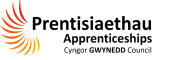 Prentisiaethau
Apprenticeships
Cyngor GWYNEDD Council